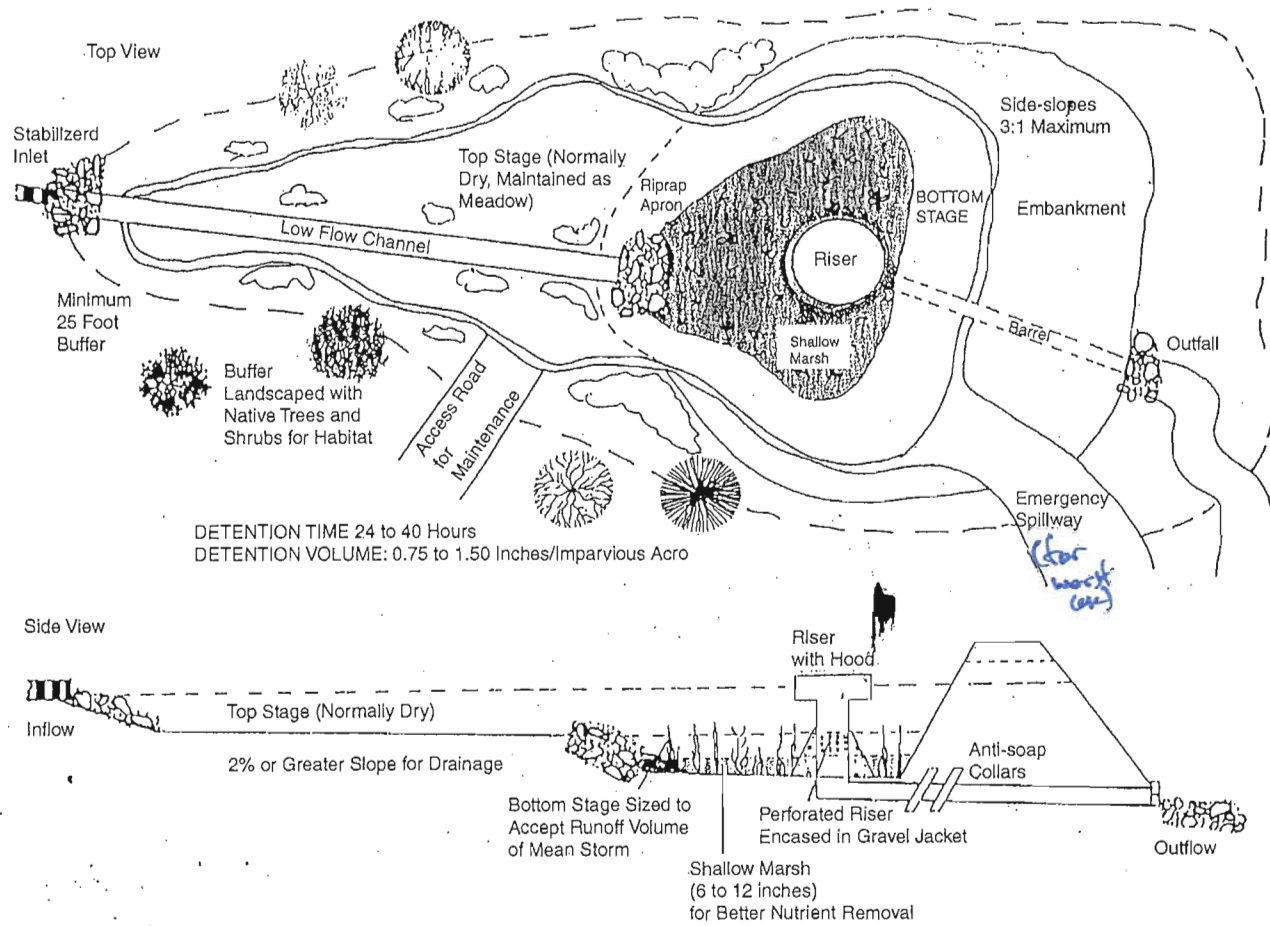 Top View
Stabilizerd
Inlet
Top Stage (Normally
Dry, Maintained as
Meadow)
Riprap
Apron
Side-slopes
3:1 Maximum
BOTTOM
STAGE
Embankment
Low Flow Channel
Riser
Minimum
25 Foot
Buffer
Shallow
Marsh
Barrel
Outfall
Buffer
Landscaped with
Native Trees and
Shrubs for Habitat
Access Road
for
Maintenance
Emergency
Spillway
(for
worst
case)
DETENTION TIME 24 to 40 Hours
DETENTION VOLUME: 0.75 to 1.50 Inches/Imparvious Acro
Side View
Riser
with Hood
Inflow
Top Stage (Normally Dry)
2% or Greater Slope for Drainage
Anti-soap
Collars
Bottom Stage Sized to
Accept Runoff Volume
of Mean Storm
Perforated Riser
Encased in Gravel Jacket
Outflow
Shallow Marsh
(6 to 12 inches)
for Better Nutrient Removal